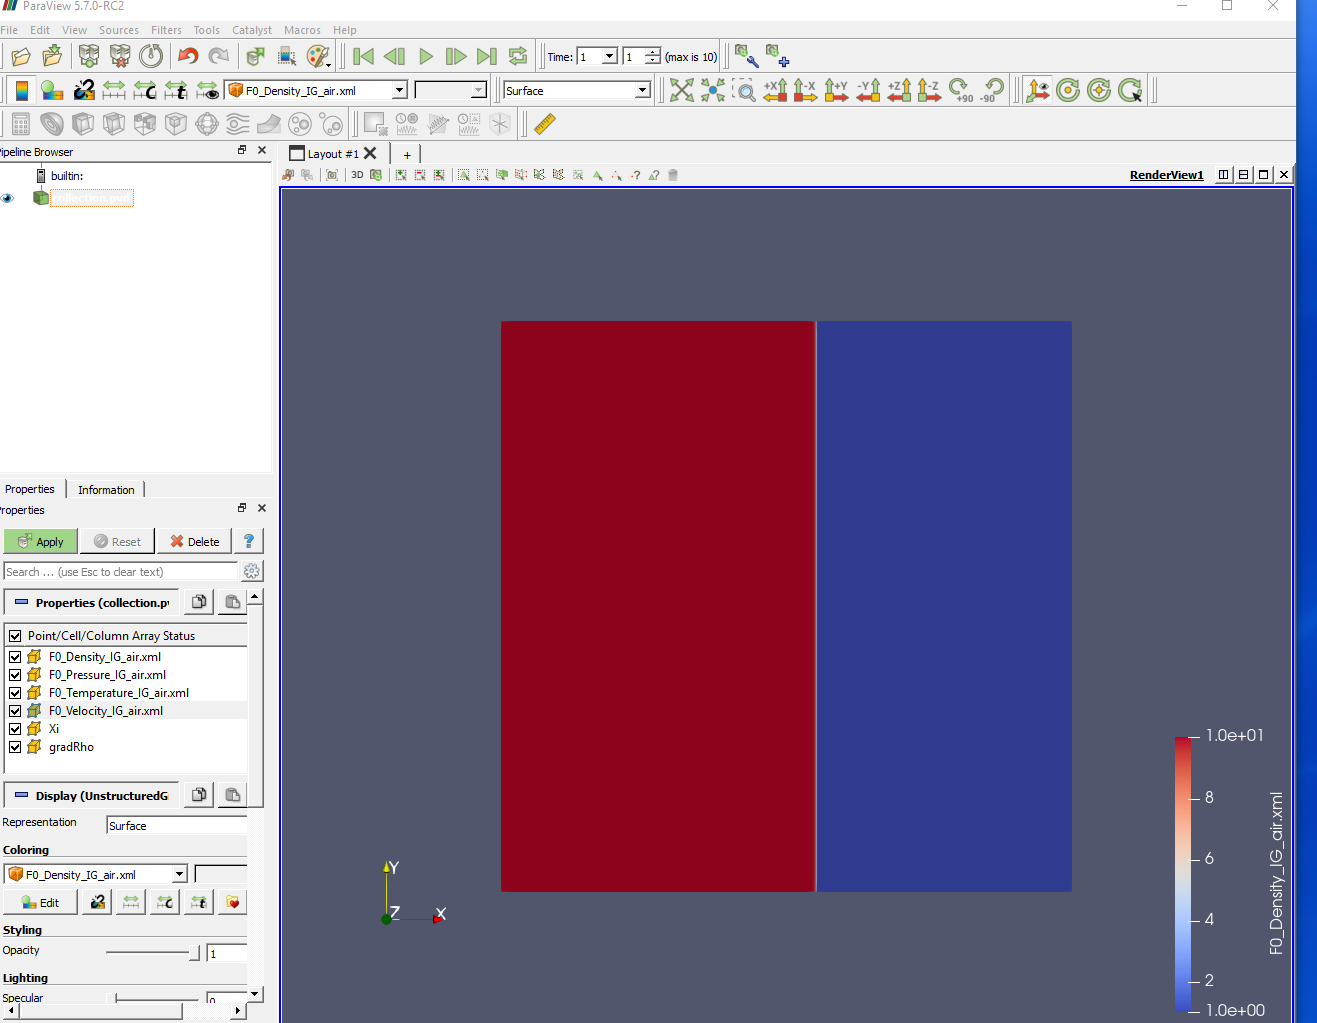 ParaView 5.7.0-RC2
File Edit View Sources Filters Tools Catalyst Macros Help
Time: 1 1 (max is 10)
F0_Density_IG_air.xml Surface +X -X +Y -Y +Z -Z +90 -90
Pipeline Browser
Layout #1 +
3D
RenderView1
builtin:
collection.pvd
Properties Information
Properties
Apply Reset Delete ?
Search ... (use Esc to clear text)
Properties (collection.pv
Point/Cell/Column Array Status
F0_Density_IG_air.xml
F0_Pressure_IG_air.xml
F0_Temperature_IG_air.xml
F0_Velocity_IG_air.xml
Xi
gradRho
Display (UnstructuredG
Representation Surface
Coloring
F0_Density_IG_air.xml
Edit
Styling
Opacity 1
Lighting
Specular 0
Y
Z X
1.0e+01
8
6
4
2
1.0e+00
F0_Density_IG_air.xml